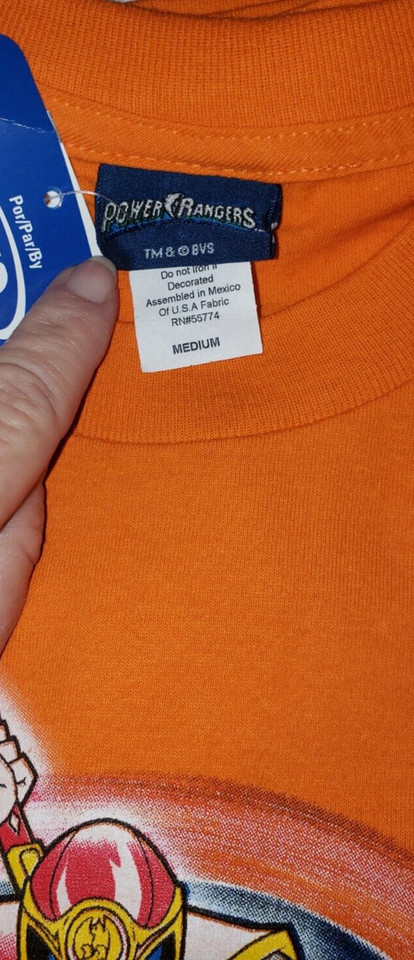 Por/Par/By
POWER RANGERS
TM & © BVS
Do not iron if
Decorated
Assembled in Mexico
Of U.S.A Fabric
RN#55774
MEDIUM